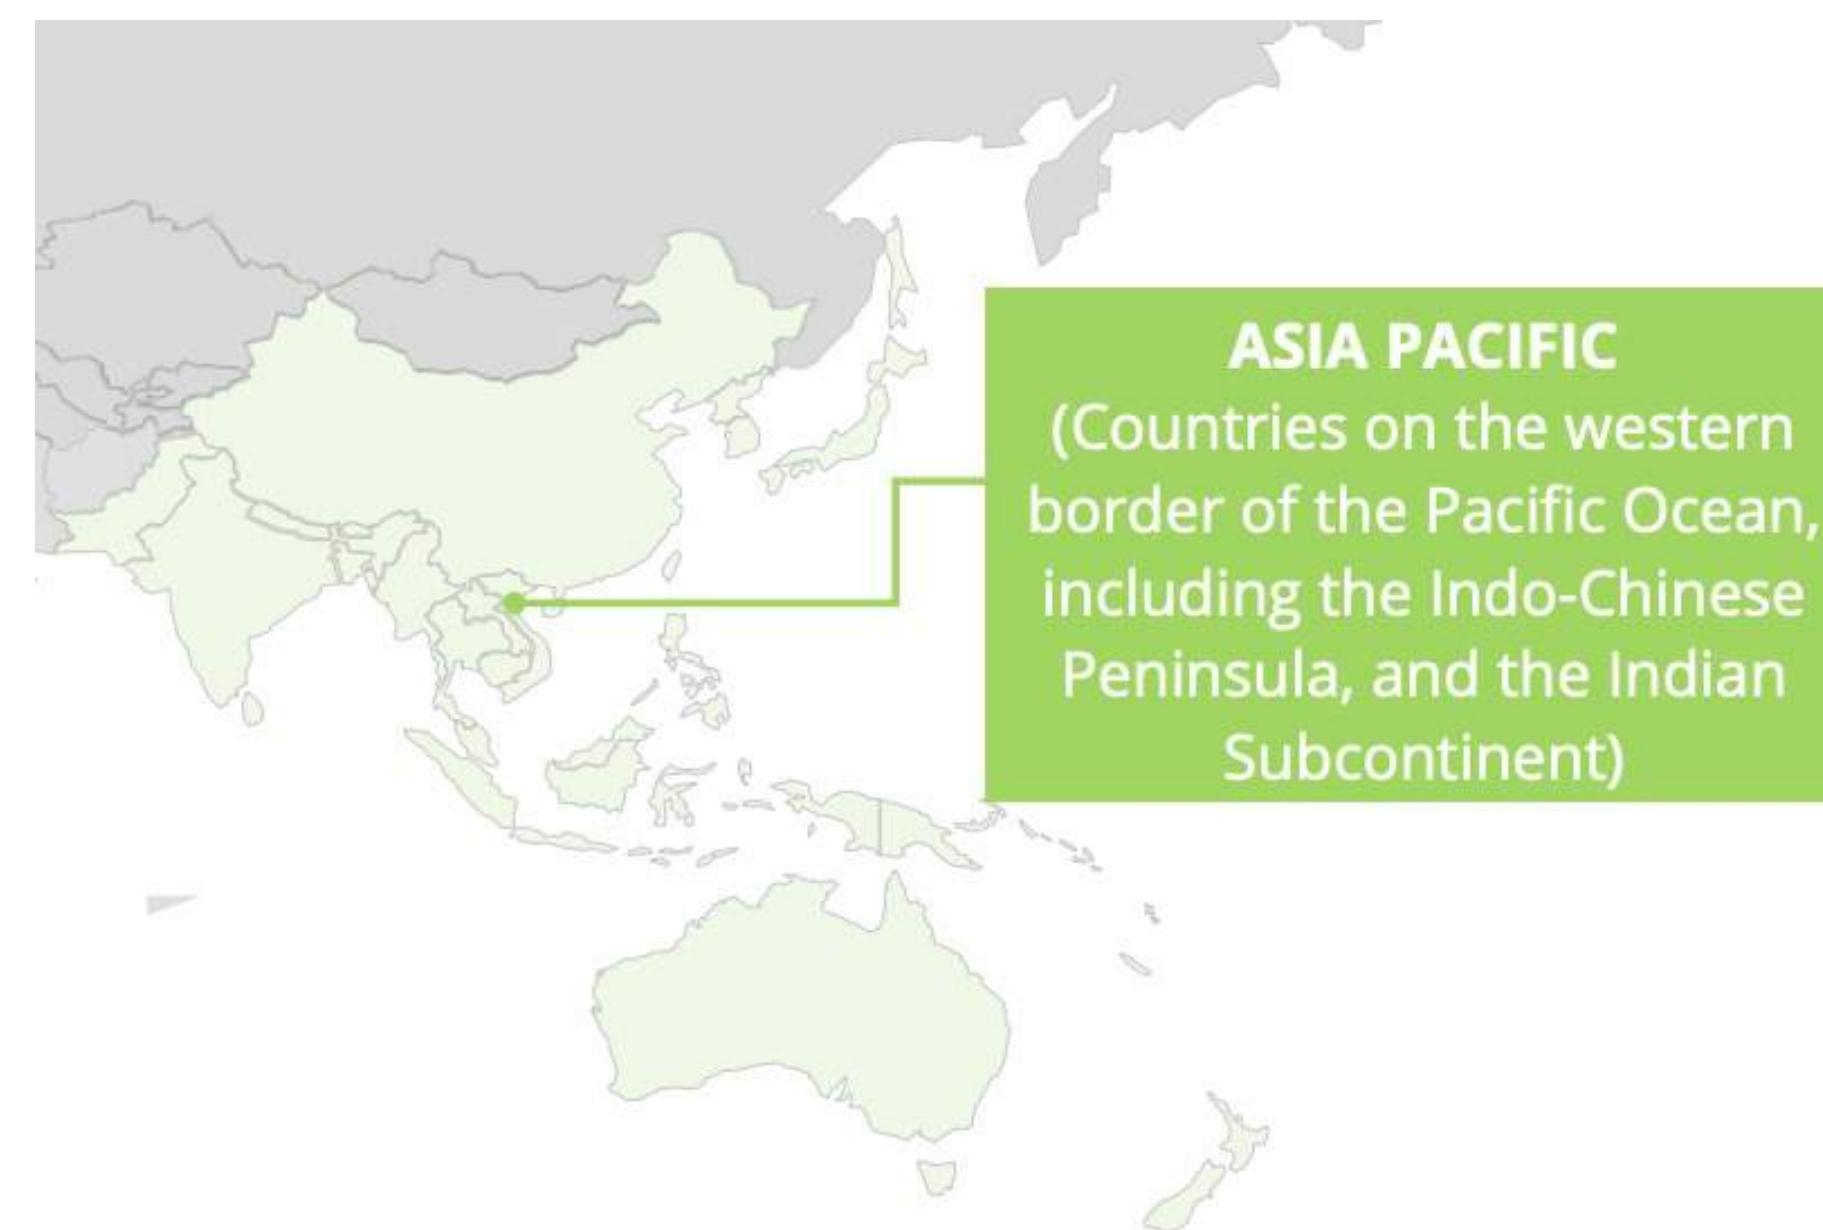 ASIA PACIFIC
(Countries on the western
border of the Pacific Ocean,
including the Indo-Chinese
Peninsula, and the Indian
Subcontinent)